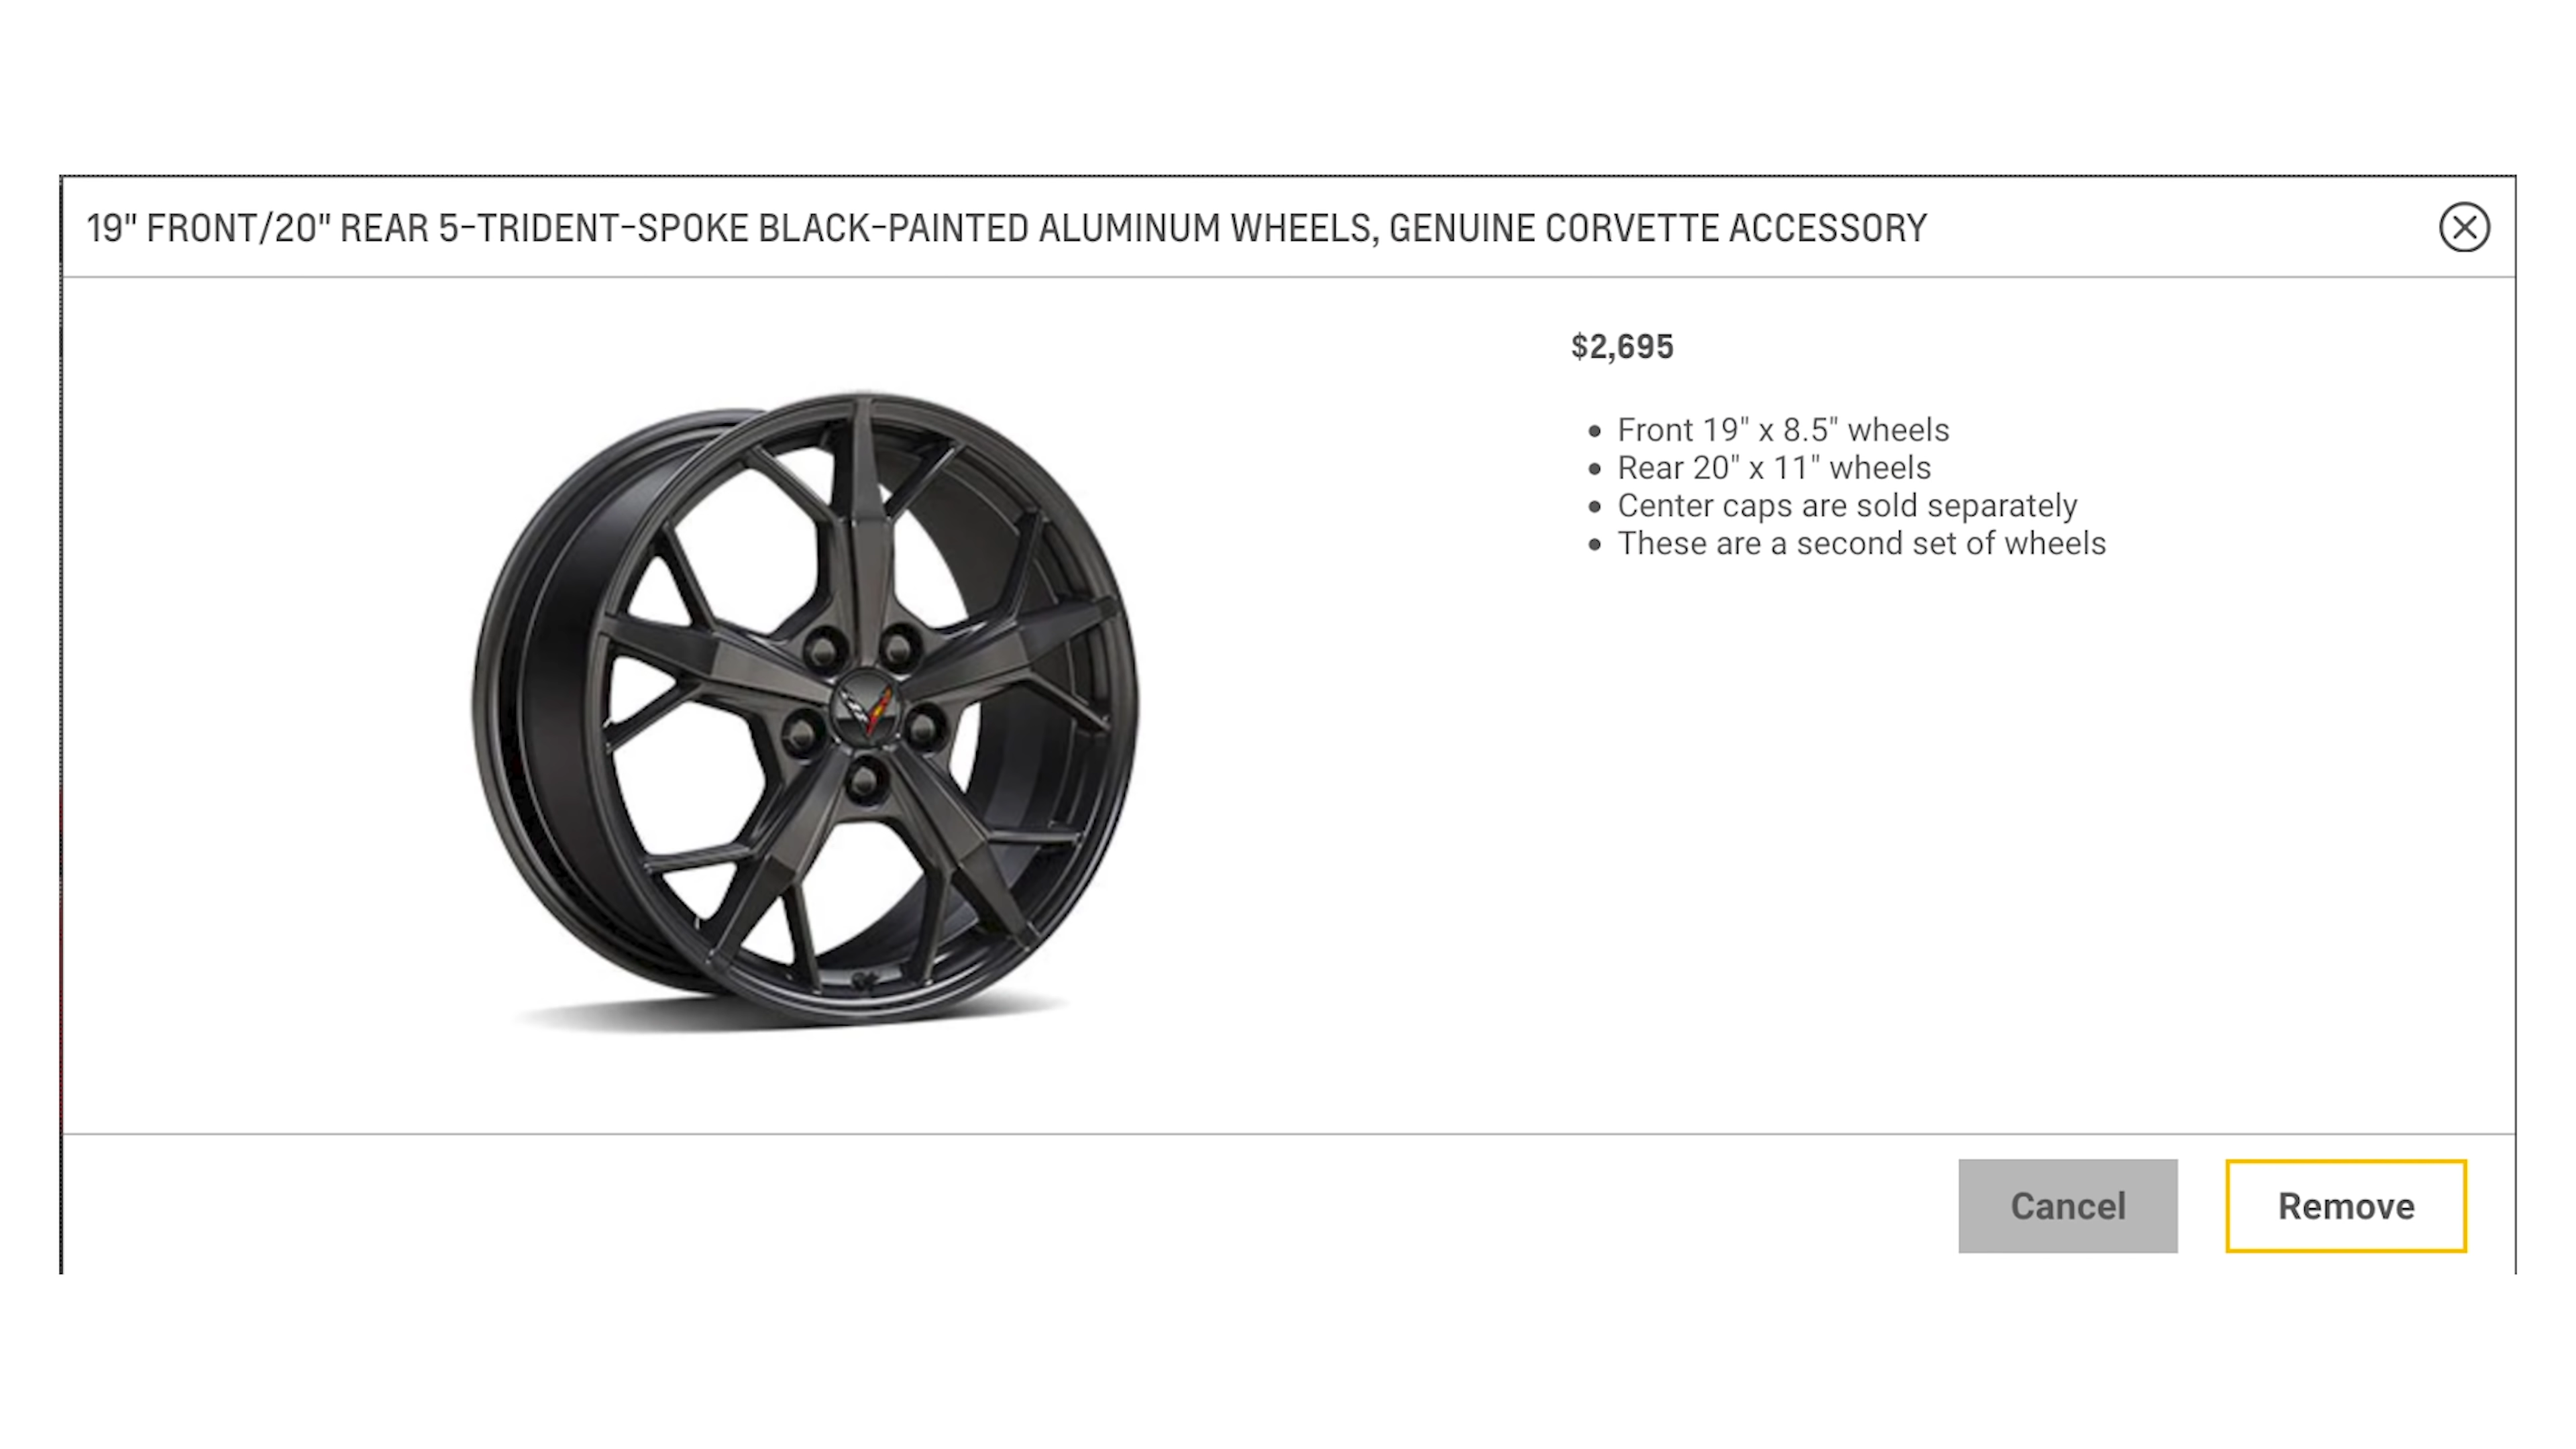 19" FRONT/20" REAR 5-TRIDENT-SPOKE BLACK-PAINTED ALUMINUM WHEELS, GENUINE CORVETTE ACCESSORY
$2,695
• Front 19" x 8.5" wheels
• Rear 20" x 11" wheels
• Center caps are sold separately
• These are a second set of wheels
Cancel
Remove